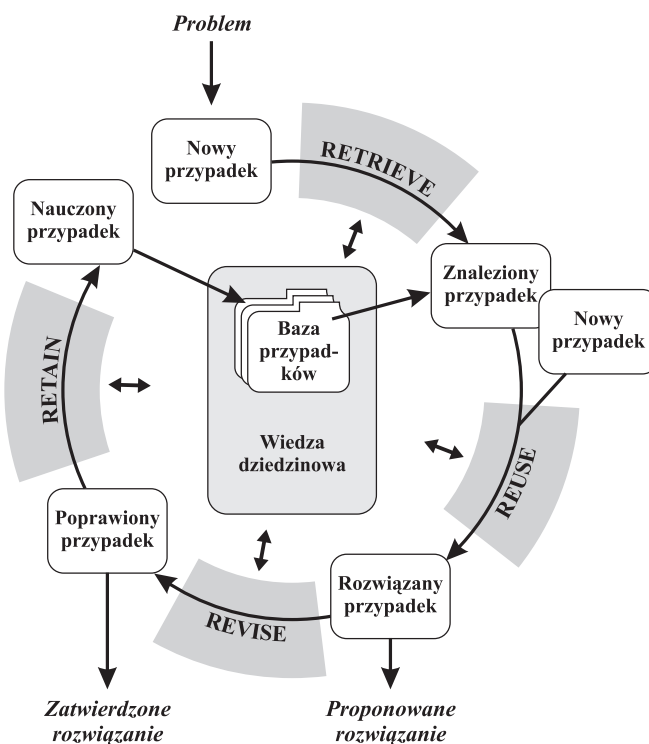 Problem
Nowy
przypadek
RETRIEVE
Nauczony
przypadek
Znaleziony
przypadek
Nowy
przypadek
Baza
przypad-
ków
RETAIN
Wiedza
dziedzinowa
REUSE
Poprawiony
przypadek
Rozwiązany
przypadek
REVISE
Zatwierdzone
rozwiązanie
Proponowane
rozwiązanie